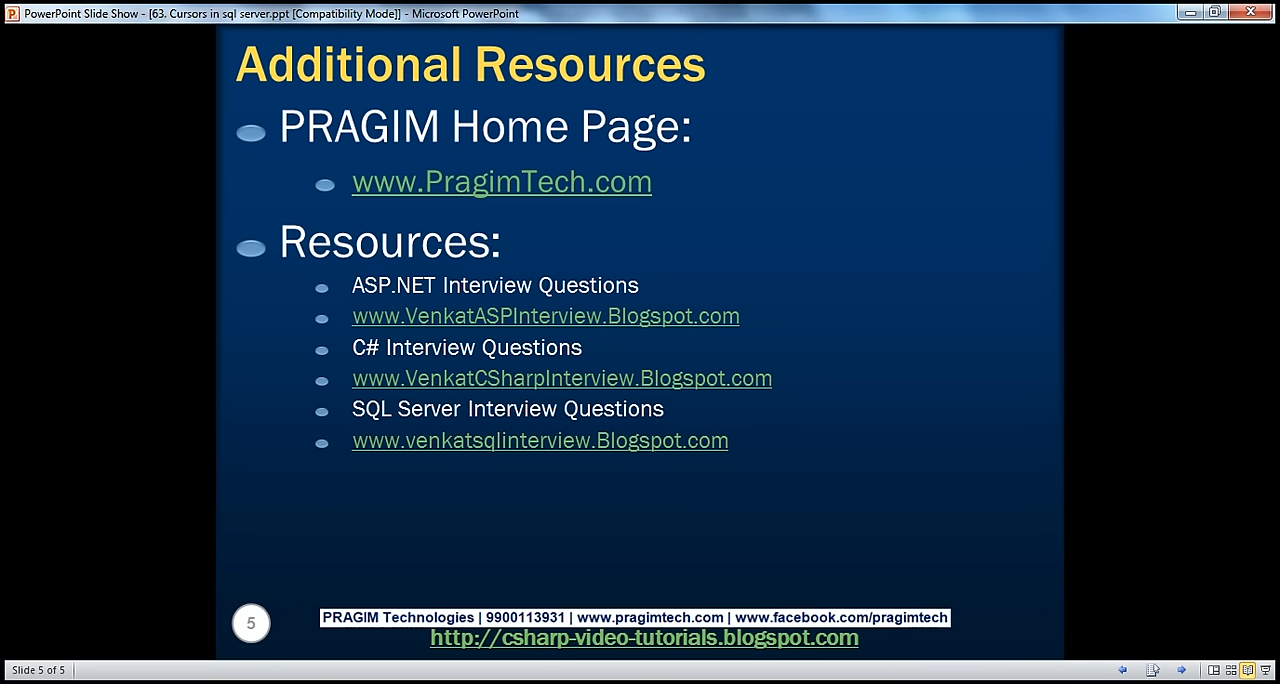 PowerPoint Slide Show - [63. Cursors in sql server.ppt [Compatibility Mode]] - Microsoft PowerPoint
Additional Resources
PRAGIM Home Page:
www.PragimTech.com
Resources:
ASP.NET Interview Questions
www.VenkatASPInterview.Blogspot.com
C# Interview Questions
www.VenkatCSharpInterview.Blogspot.com
SQL Server Interview Questions
www.venkatsqlinterview.Blogspot.com
5
PRAGIM Technologies | 9900113931 | www.pragimtech.com | www.facebook.com/pragimtech
http://csharp-video-tutorials.blogspot.com
Slide 5 of 5